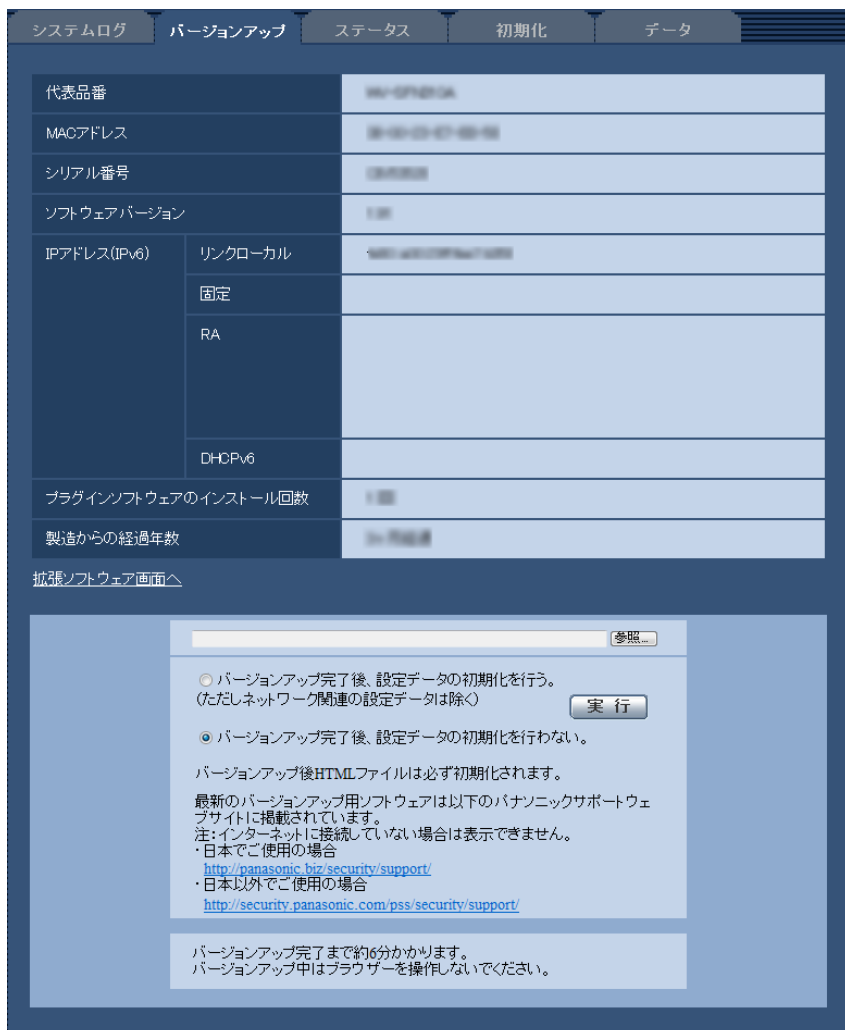 システムログ バージョンアップ ステータス 初期化 データ
代表品番
MACアドレス
シリアル番号
ソフトウェアバージョン
IPアドレス(IPv6) リンクローカル
固定
RA
DHCPv6
プラグインソフトウェアのインストール回数
製造からの経過年数
拡張ソフトウェア画面へ
参照...
バージョンアップ完了後、設定データの初期化を行う。
(ただしネットワーク関連の設定データは除く)
実 行
バージョンアップ完了後、設定データの初期化を行わない。
バージョンアップ後HTMLファイルは必ず初期化されます。
最新のバージョンアップ用ソフトウェアは以下のパナソニックサポートウェ
ブサイトに掲載されています。
注:インターネットに接続していない場合は表示できません。
・日本でご使用の場合
http://panasonic.biz/security/support/
・日本以外でご使用の場合
http://security.panasonic.com/pss/security/support/
バージョンアップ完了まで約6分かかります。
バージョンアップ中はブラウザーを操作しないでください。